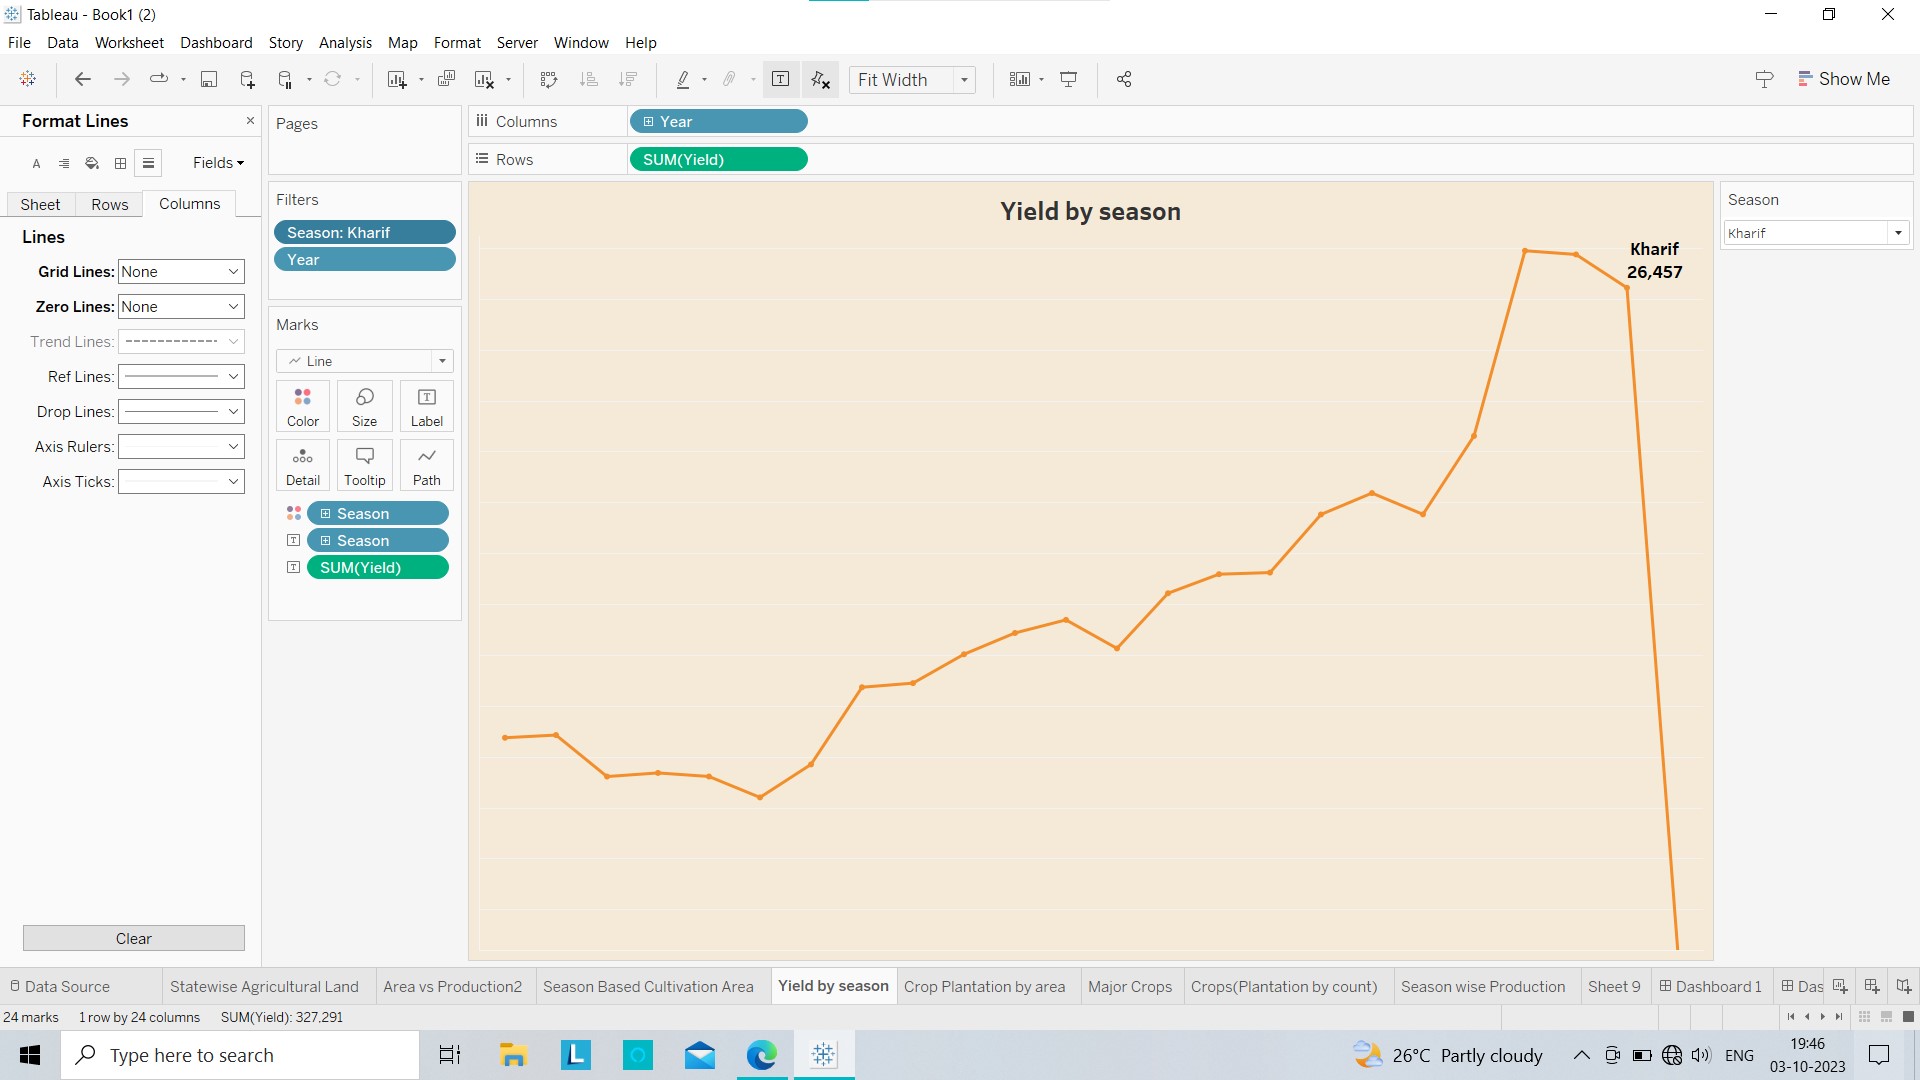 Tableau - Book1 (2)
File Data Worksheet Dashboard Story Analysis Map Format Server Window Help
Fit Width
Show Me
Format Lines
Fields
Sheet Rows Columns
Lines
Grid Lines: None
Zero Lines: None
Trend Lines:
Ref Lines:
Drop Lines:
Axis Rulers:
Axis Ticks:
Clear
Pages
Filters
Season: Kharif
Year
Marks
Line
Color Size Label
Detail Tooltip Path
Season
Season
SUM(Yield)
Columns Year
Rows SUM(Yield)
Yield by season
Kharif
26,457
Season
Kharif
Data Source Statewise Agricultural Land Area vs Production2 Season Based Cultivation Area Yield by season Crop Plantation by area Major Crops Crops(Plantation by count) Season wise Production Sheet 9 Dashboard 1 Das
24 marks 1 row by 24 columns SUM(Yield): 327,291
Type here to search
L
26°C Partly cloudy
ENG
19:46
03-10-2023